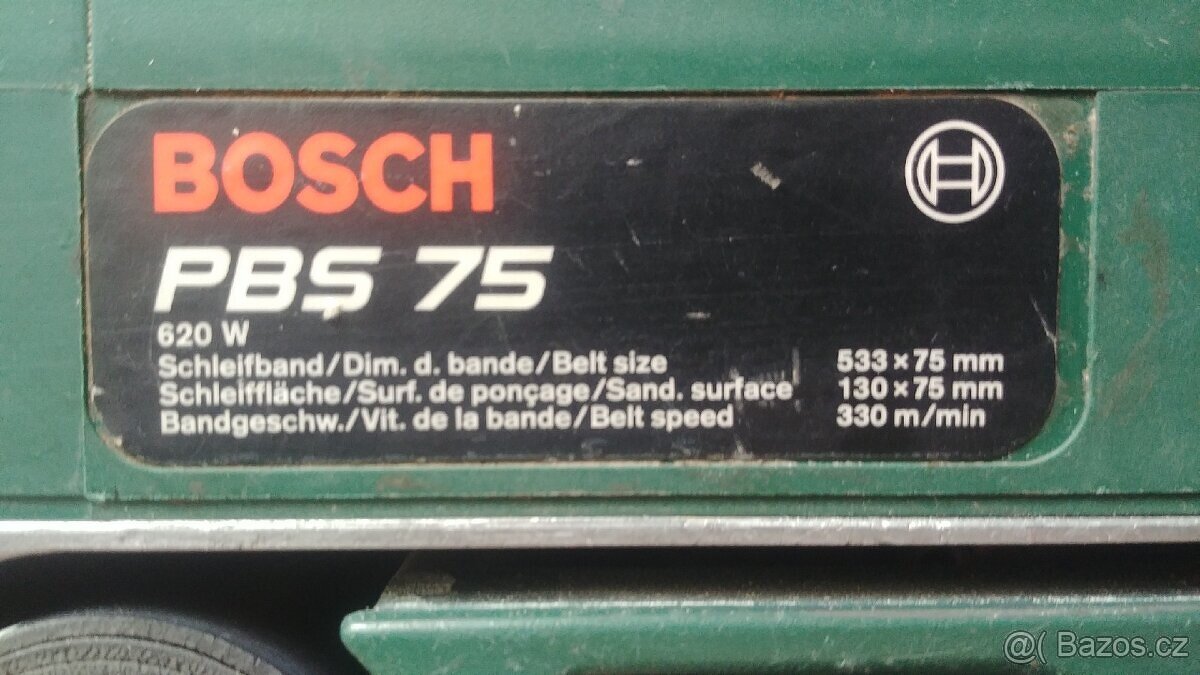 BOSCH
PBS 75
620 W
Schleifband/Dim. d. bande/Belt size 533 × 75 mm
Schleiffläche/Surf. de ponçage/Sand. surface 130 × 75 mm
Bandgeschw./Vit. de la bande/Belt speed 330 m/min
@( Bazos.cz